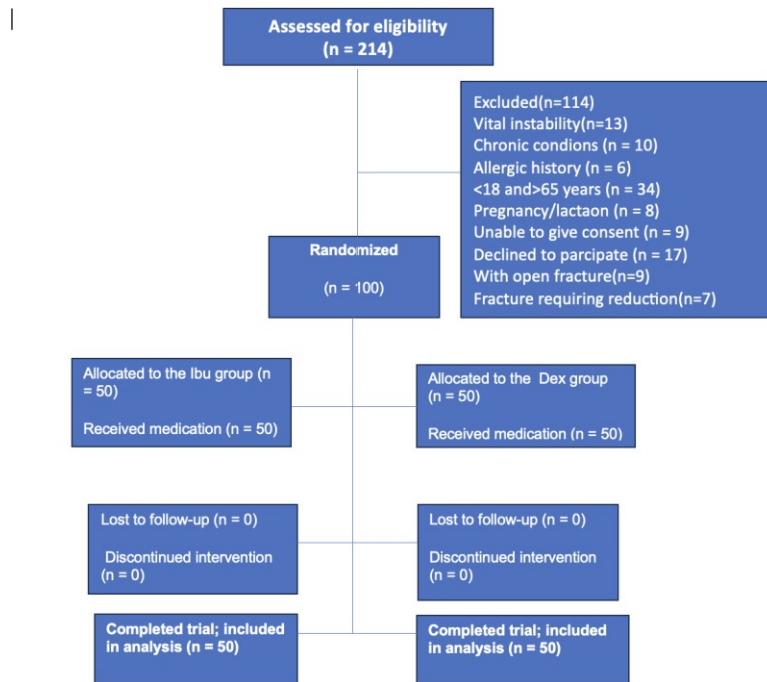 Assessed for eligibility
(n = 214)
Excluded(n=114)
Vital instability(n=13)
Chronic condions (n = 10)
Allergic history (n = 6)
<18 and>65 years (n = 34)
Pregnancy/lactaon (n = 8)
Unable to give consent (n = 9)
Declined to parcipate (n = 17)
With open fracture(n=9)
Fracture requiring reduction(n=7)
Randomized
(n = 100)
Allocated to the Ibu group (n
= 50)
Received medication (n = 50)
Allocated to the Dex group
(n = 50)
Received medication (n = 50)
Lost to follow-up (n = 0)
Discontinued intervention
(n = 0)
Lost to follow-up (n = 0)
Discontinued intervention
(n = 0)
Completed trial; included
in analysis (n = 50)
Completed trial; included
in analysis (n = 50)